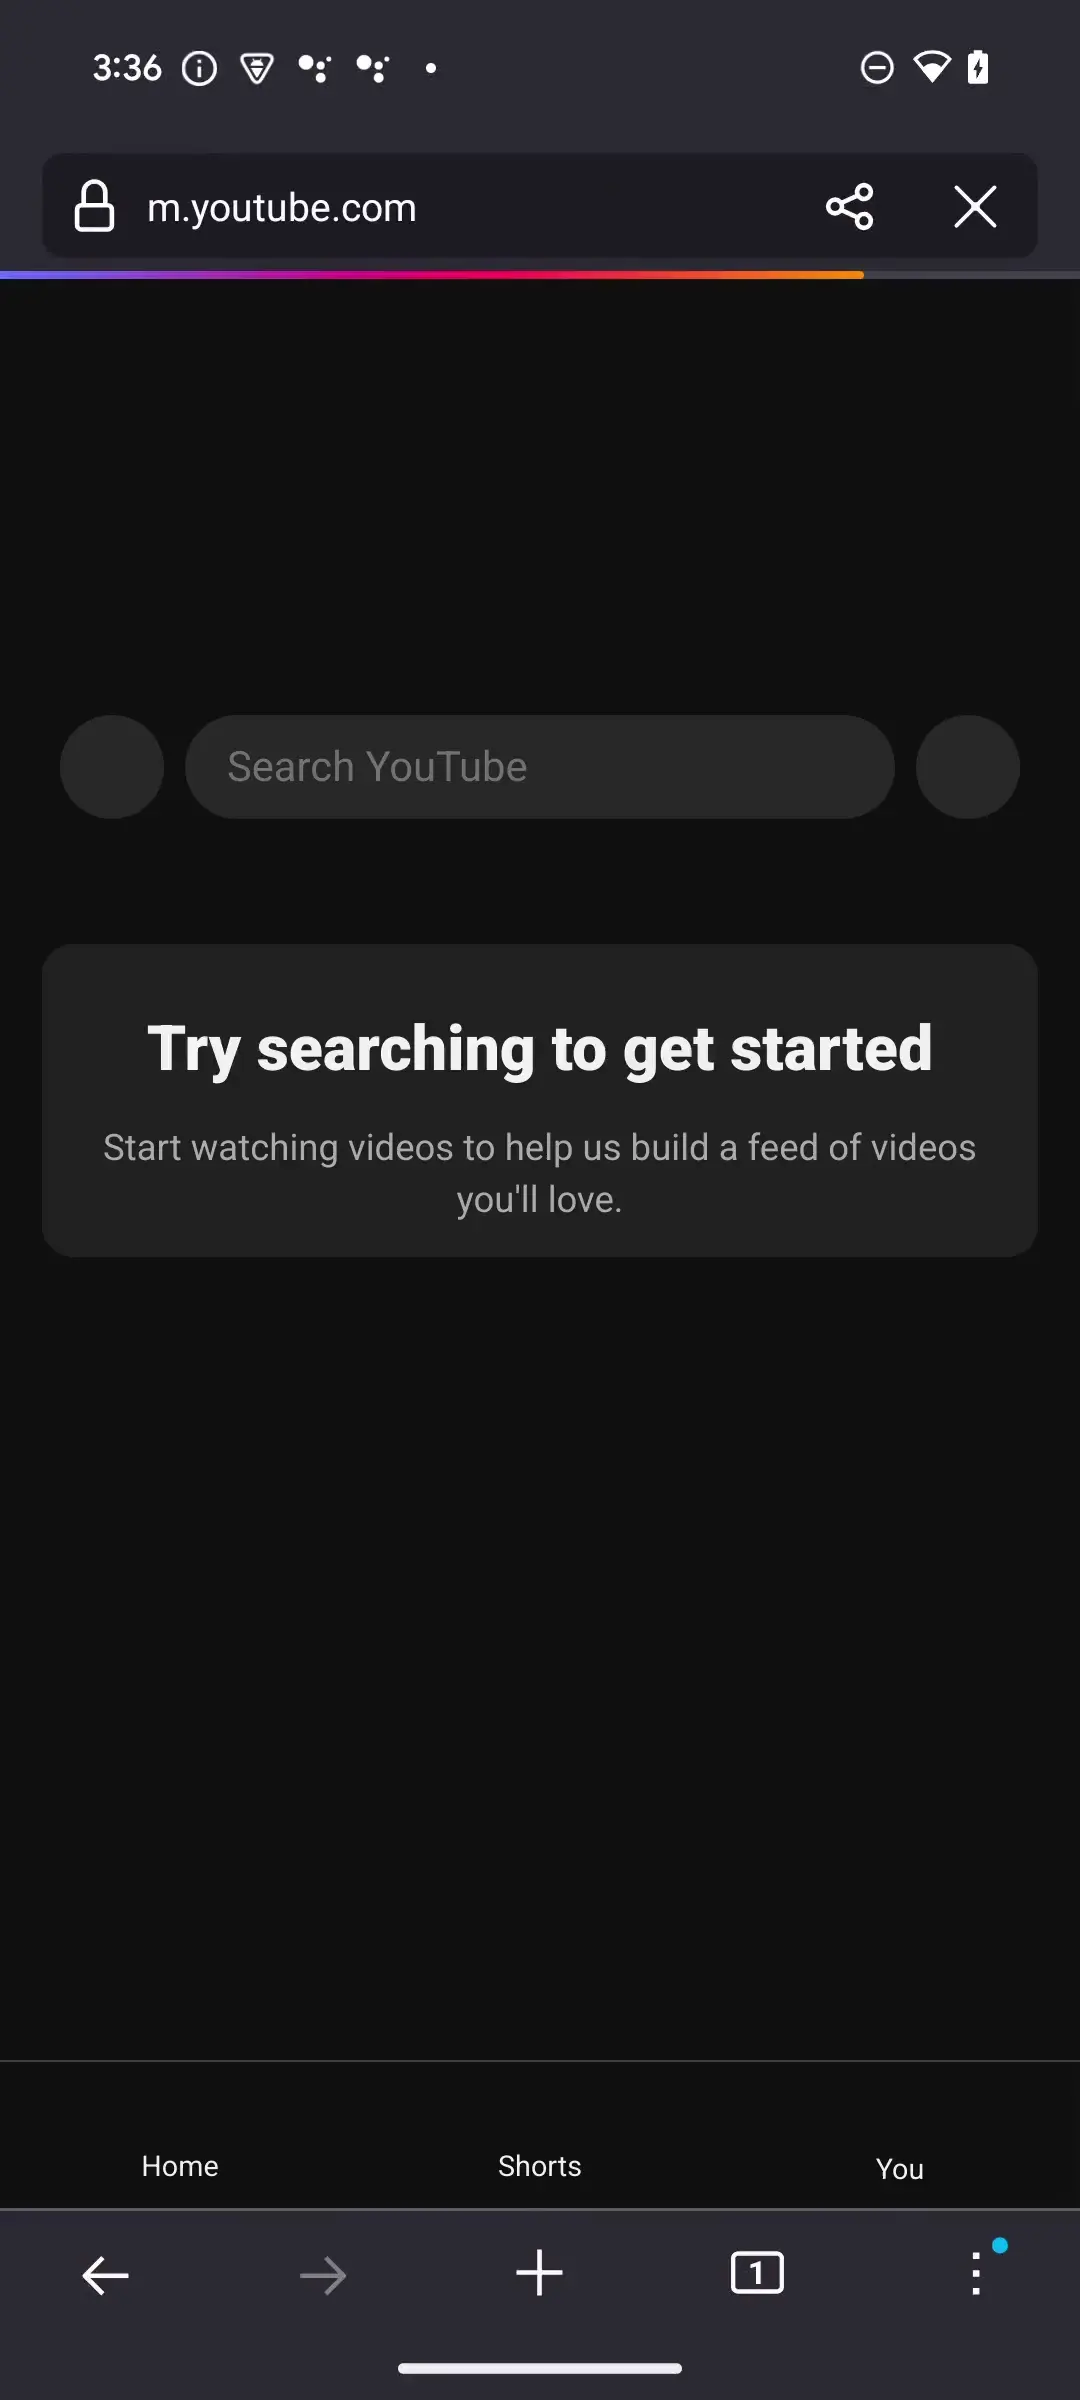 3:36
m.youtube.com
Search YouTube
Try searching to get started
Start watching videos to help us build a feed of videos
you'll love.
Home
Shorts
You
1